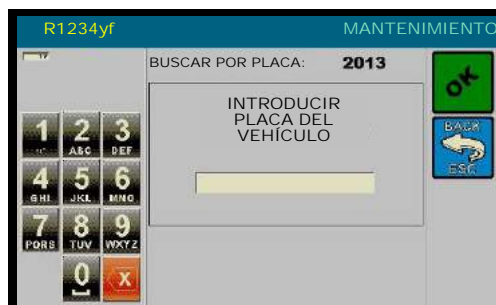 R1234yf MANTENIMIENTO
BUSCAR POR PLACA: 2013
OK
INTRODUCIR
PLACA DEL
VEHÍCULO
BACK
ESC
1 2 3
ABC DEF
4 5 6
GHI JKL MNO
7 8 9
PQRS TUV WXYZ
0 X